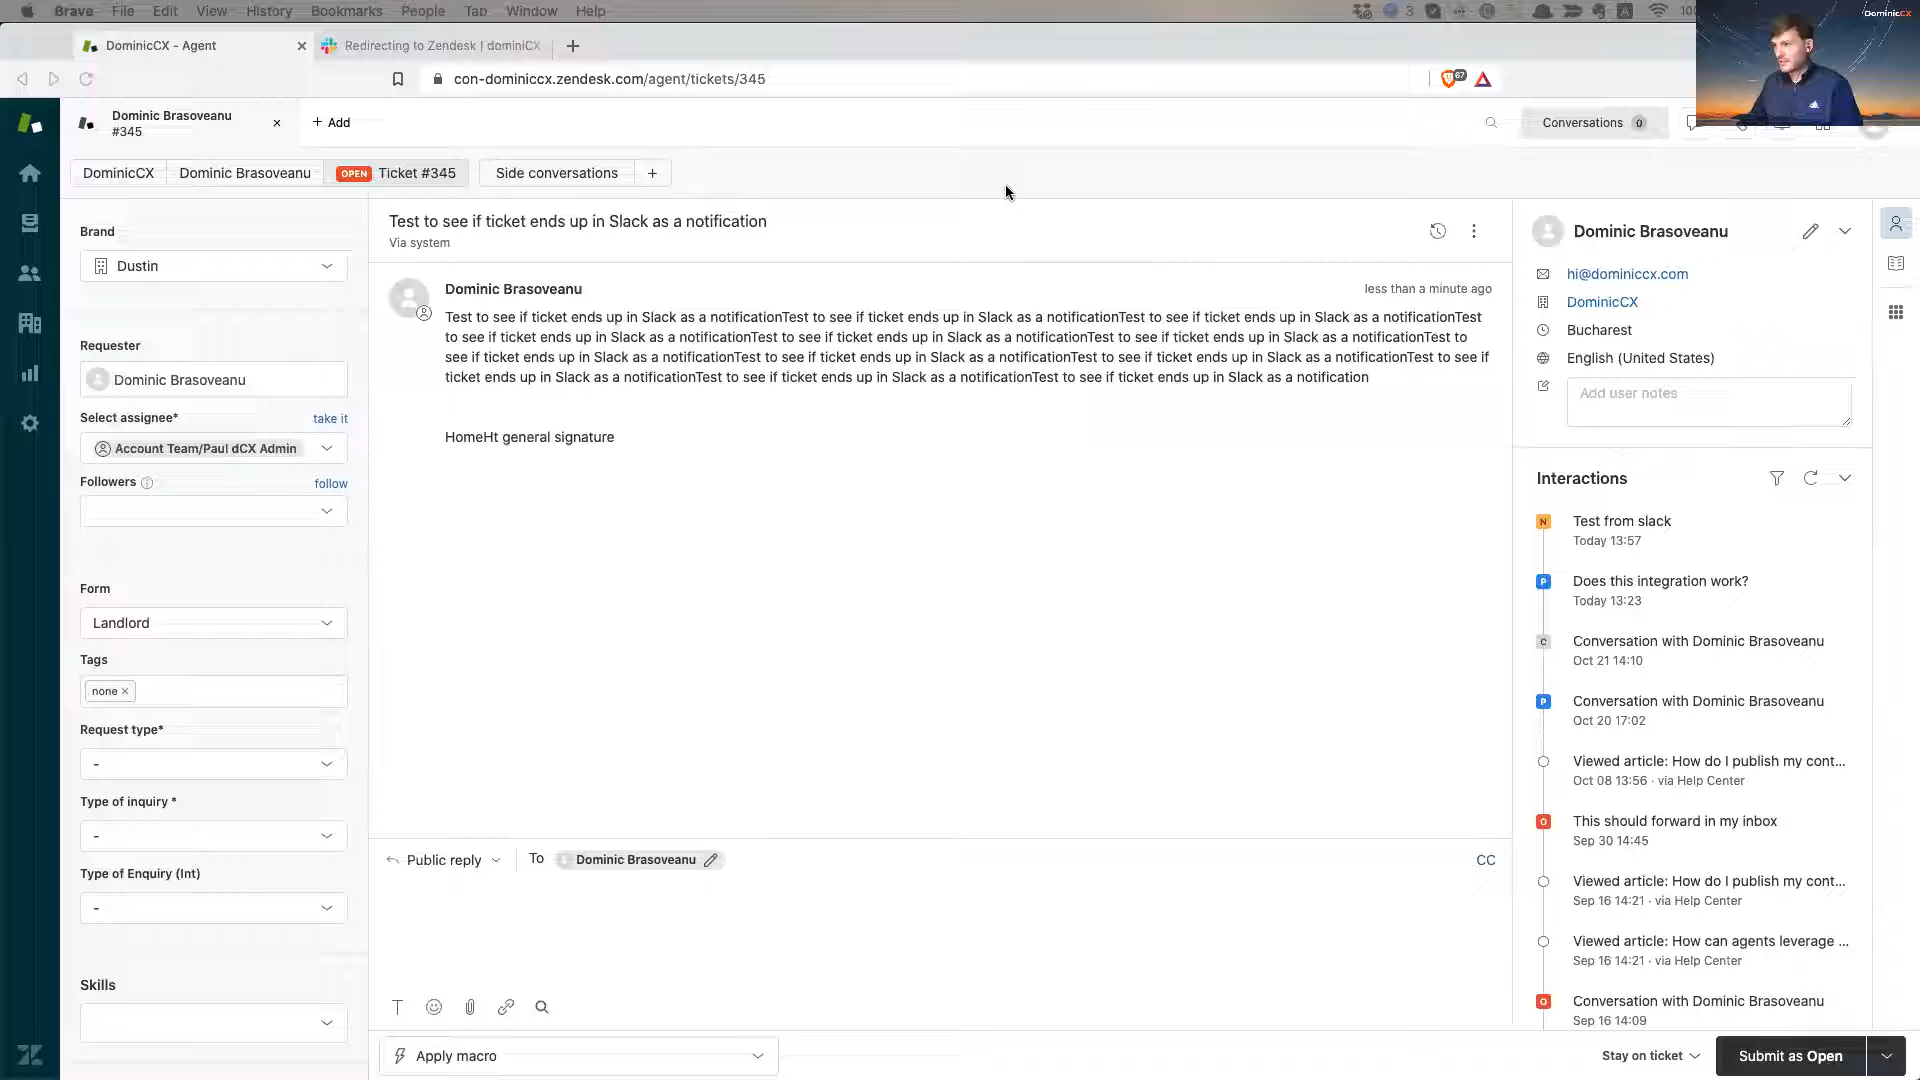 Brave File Edit View History Bookmarks People Tab Window Help
3
DominicCX
DominicCX - Agent
Redirecting to Zendesk | dominiCX
con-dominiccx.zendesk.com/agent/tickets/345
67
Dominic Brasoveanu
#345
+ Add
Conversations 0
DominicCX
Dominic Brasoveanu
OPEN Ticket #345
Side conversations
+
Brand
Dustin
Requester
Dominic Brasoveanu
Select assignee*
take it
Account Team/Paul dCX Admin
Followers
follow
Form
Landlord
Tags
none ×
Request type*
-
Type of inquiry *
-
Type of Enquiry (Int)
-
Skills
Test to see if ticket ends up in Slack as a notification
Via system
Dominic Brasoveanu
less than a minute ago
Test to see if ticket ends up in Slack as a notificationTest to see if ticket ends up in Slack as a notificationTest to see if ticket ends up in Slack as a notificationTest
to see if ticket ends up in Slack as a notificationTest to see if ticket ends up in Slack as a notificationTest to see if ticket ends up in Slack as a notificationTest to
see if ticket ends up in Slack as a notificationTest to see if ticket ends up in Slack as a notificationTest to see if ticket ends up in Slack as a notificationTest to see if
ticket ends up in Slack as a notificationTest to see if ticket ends up in Slack as a notificationTest to see if ticket ends up in Slack as a notification
HomeHt general signature
Public reply
To
Dominic Brasoveanu
CC
Apply macro
Dominic Brasoveanu
hi@dominiccx.com
DominicCX
Bucharest
English (United States)
Add user notes
Interactions
N Test from slack
Today 13:57
P Does this integration work?
Today 13:23
C Conversation with Dominic Brasoveanu
Oct 21 14:10
P Conversation with Dominic Brasoveanu
Oct 20 17:02
Viewed article: How do I publish my cont...
Oct 08 13:56 · via Help Center
O This should forward in my inbox
Sep 30 14:45
Viewed article: How do I publish my cont...
Sep 16 14:21 · via Help Center
Viewed article: How can agents leverage ...
Sep 16 14:21 · via Help Center
O Conversation with Dominic Brasoveanu
Sep 16 14:09
Stay on ticket
Submit as Open